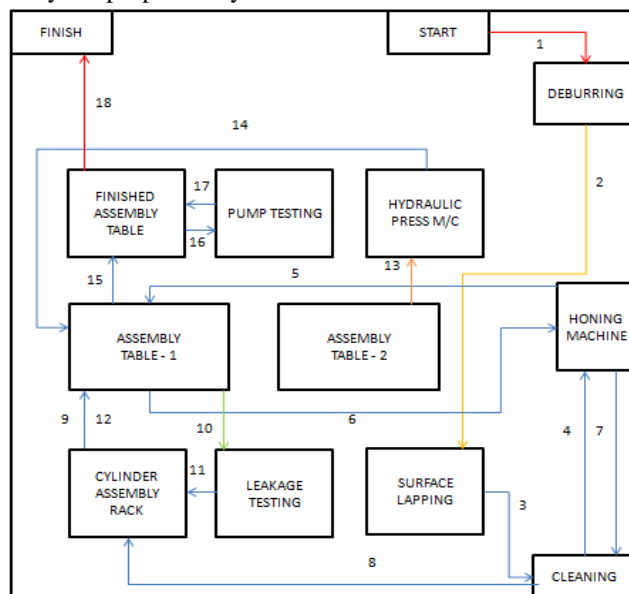 FINISH
START
1
DEBURRING
18
14
2
FINISHED
ASSEMBLY
TABLE
17
16
PUMP TESTING
HYDRAULIC
PRESS M/C
15
5
13
ASSEMBLY
TABLE - 1
ASSEMBLY
TABLE - 2
HONING
MACHINE
9
12
10
6
4
7
CYLINDER
ASSEMBLY
RACK
11
LEAKAGE
TESTING
SURFACE
LAPPING
3
8
CLEANING